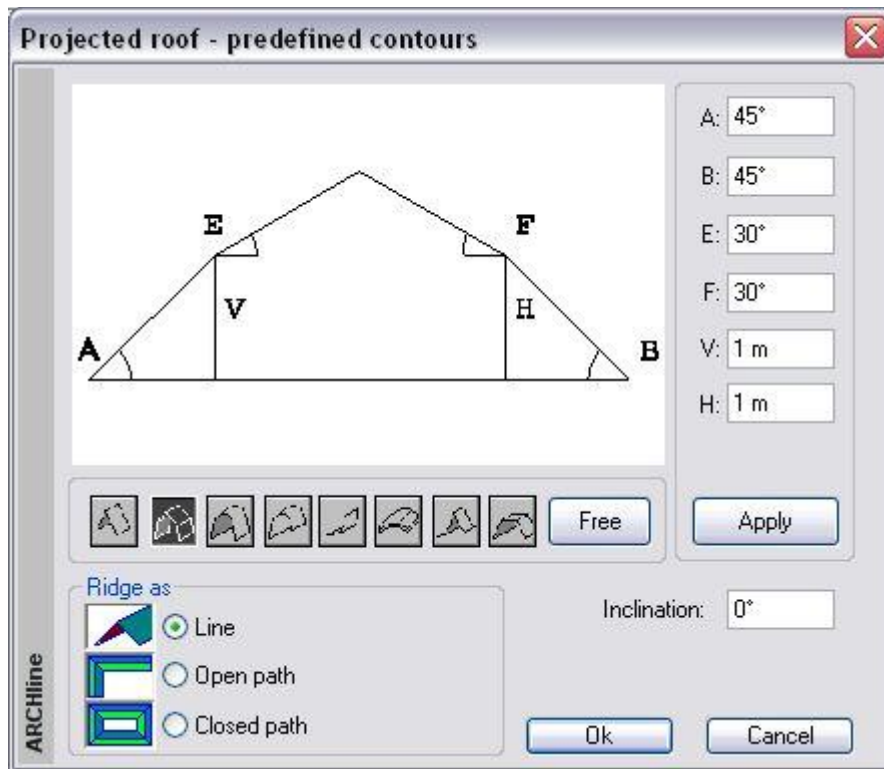 Projected roof - predefined contours
A: 45°
B: 45°
E: 30°
F: 30°
V: 1 m
H: 1 m
E
F
V
H
A
B
Free
Apply
Ridge as
Line
Open path
Closed path
Inclination: 0°
Ok
Cancel
ARCHline